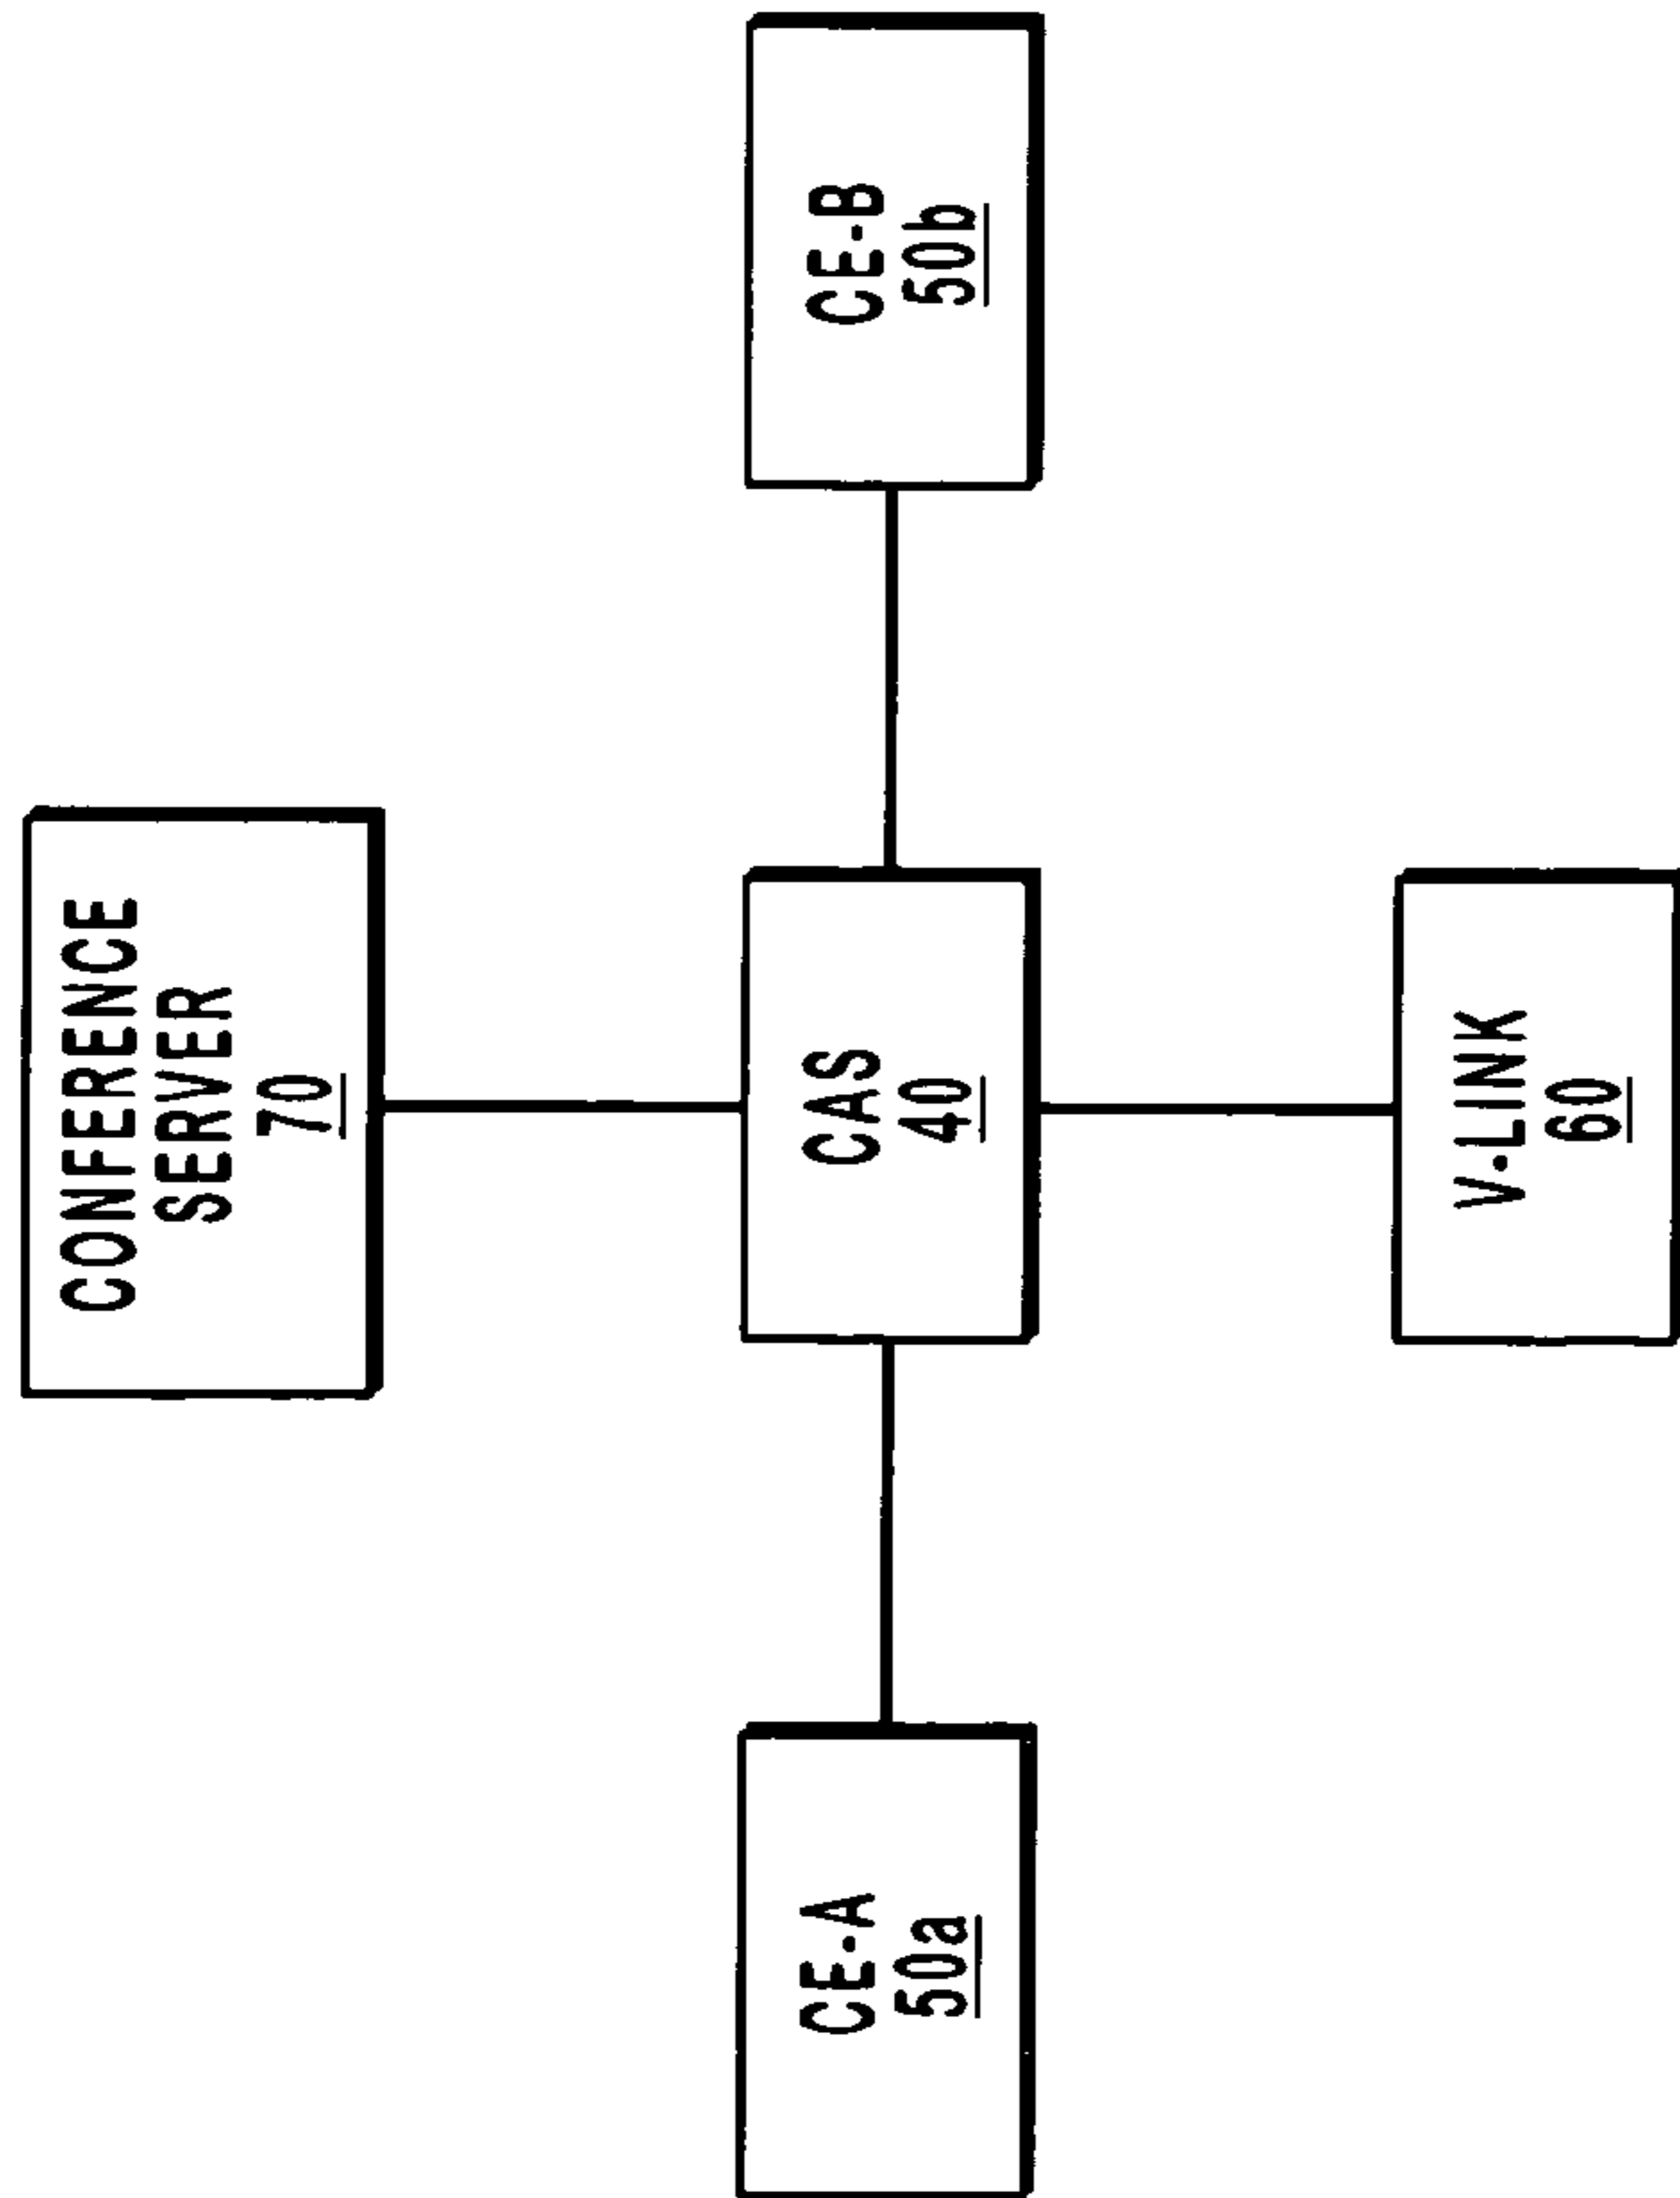 CONFERENCE
SERVER
70
CE-A
50a
CAS
40
CE-B
50b
V-LINK
60